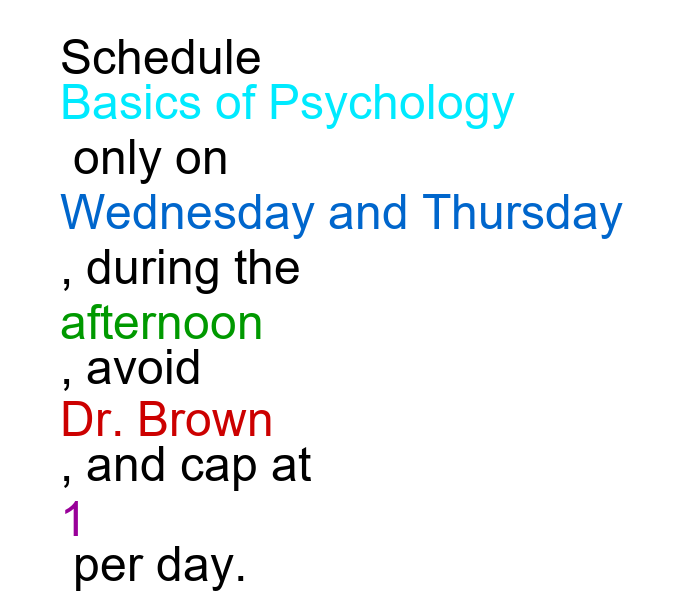 Schedule
Basics of Psychology
only on
Wednesday and Thursday
, during the
afternoon
, avoid
Dr. Brown
, and cap at
1
per day.